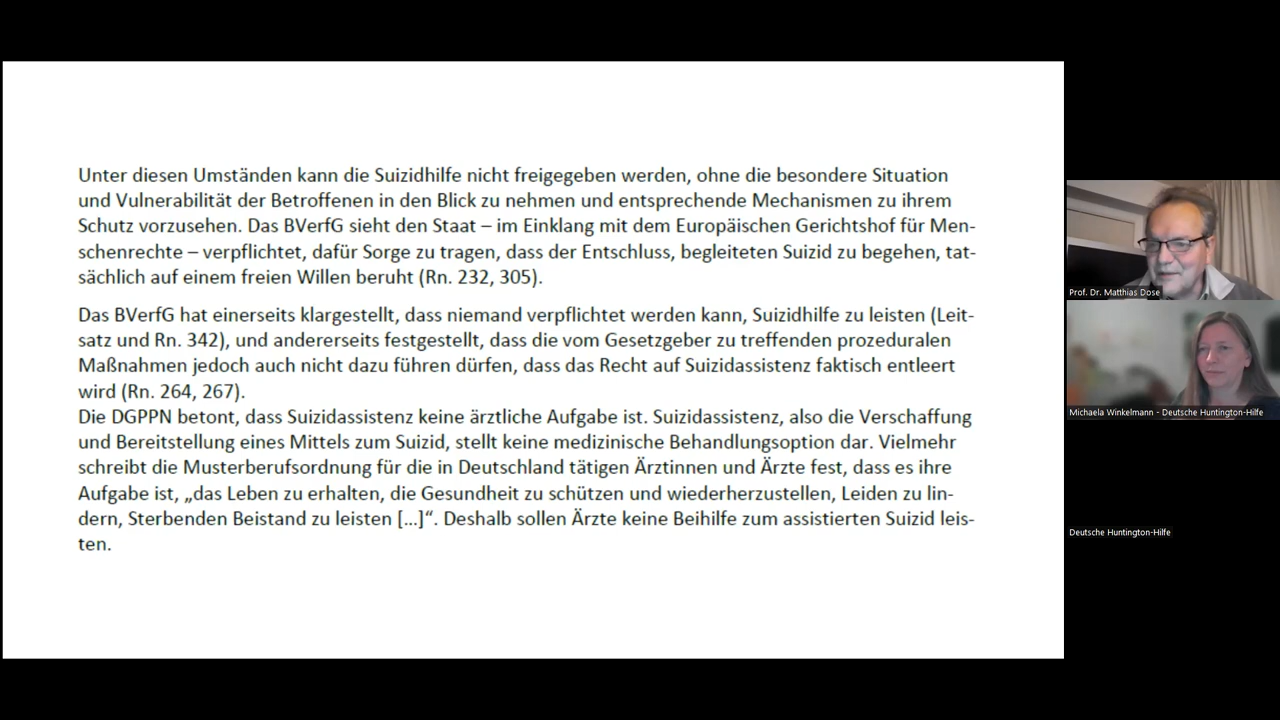 Unter diesen Umständen kann die Suizidhilfe nicht freigegeben werden, ohne die besondere Situation
und Vulnerabilität der Betroffenen in den Blick zu nehmen und entsprechende Mechanismen zu ihrem
Schutz vorzusehen. Das BVerfG sieht den Staat – im Einklang mit dem Europäischen Gerichtshof für Men-
schenrechte – verpflichtet, dafür Sorge zu tragen, dass der Entschluss, begleiteten Suizid zu begehen, tat-
sächlich auf einem freien Willen beruht (Rn. 232, 305).
Das BVerfG hat einerseits klargestellt, dass niemand verpflichtet werden kann, Suizidhilfe zu leisten (Leit-
satz und Rn. 342), und andererseits festgestellt, dass die vom Gesetzgeber zu treffenden prozeduralen
Maßnahmen jedoch auch nicht dazu führen dürfen, dass das Recht auf Suizidassistenz faktisch entleert
wird (Rn. 264, 267).
Die DGPPN betont, dass Suizidassistenz keine ärztliche Aufgabe ist. Suizidassistenz, also die Verschaffung
und Bereitstellung eines Mittels zum Suizid, stellt keine medizinische Behandlungsoption dar. Vielmehr
schreibt die Musterberufsordnung für die in Deutschland tätigen Ärztinnen und Ärzte fest, dass es ihre
Aufgabe ist, „das Leben zu erhalten, die Gesundheit zu schützen und wiederherzustellen, Leiden zu lin-
dern, Sterbenden Beistand zu leisten […]“. Deshalb sollen Ärzte keine Beihilfe zum assistierten Suizid leis-
ten.
Prof. Dr. Matthias Dose
Michaela Winkelmann - Deutsche Huntington-Hilfe
Deutsche Huntington-Hilfe